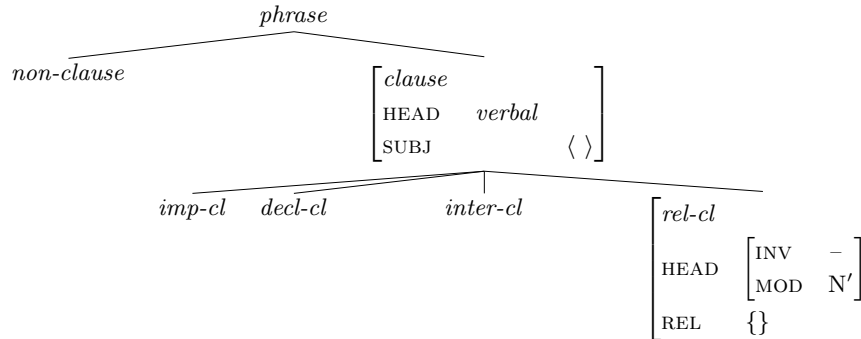 phrase
non-clause
clause
HEAD verbal
SUBJ ⟨ ⟩
imp-cl decl-cl inter-cl
rel-cl
HEAD INV –
MOD N′
REL {}